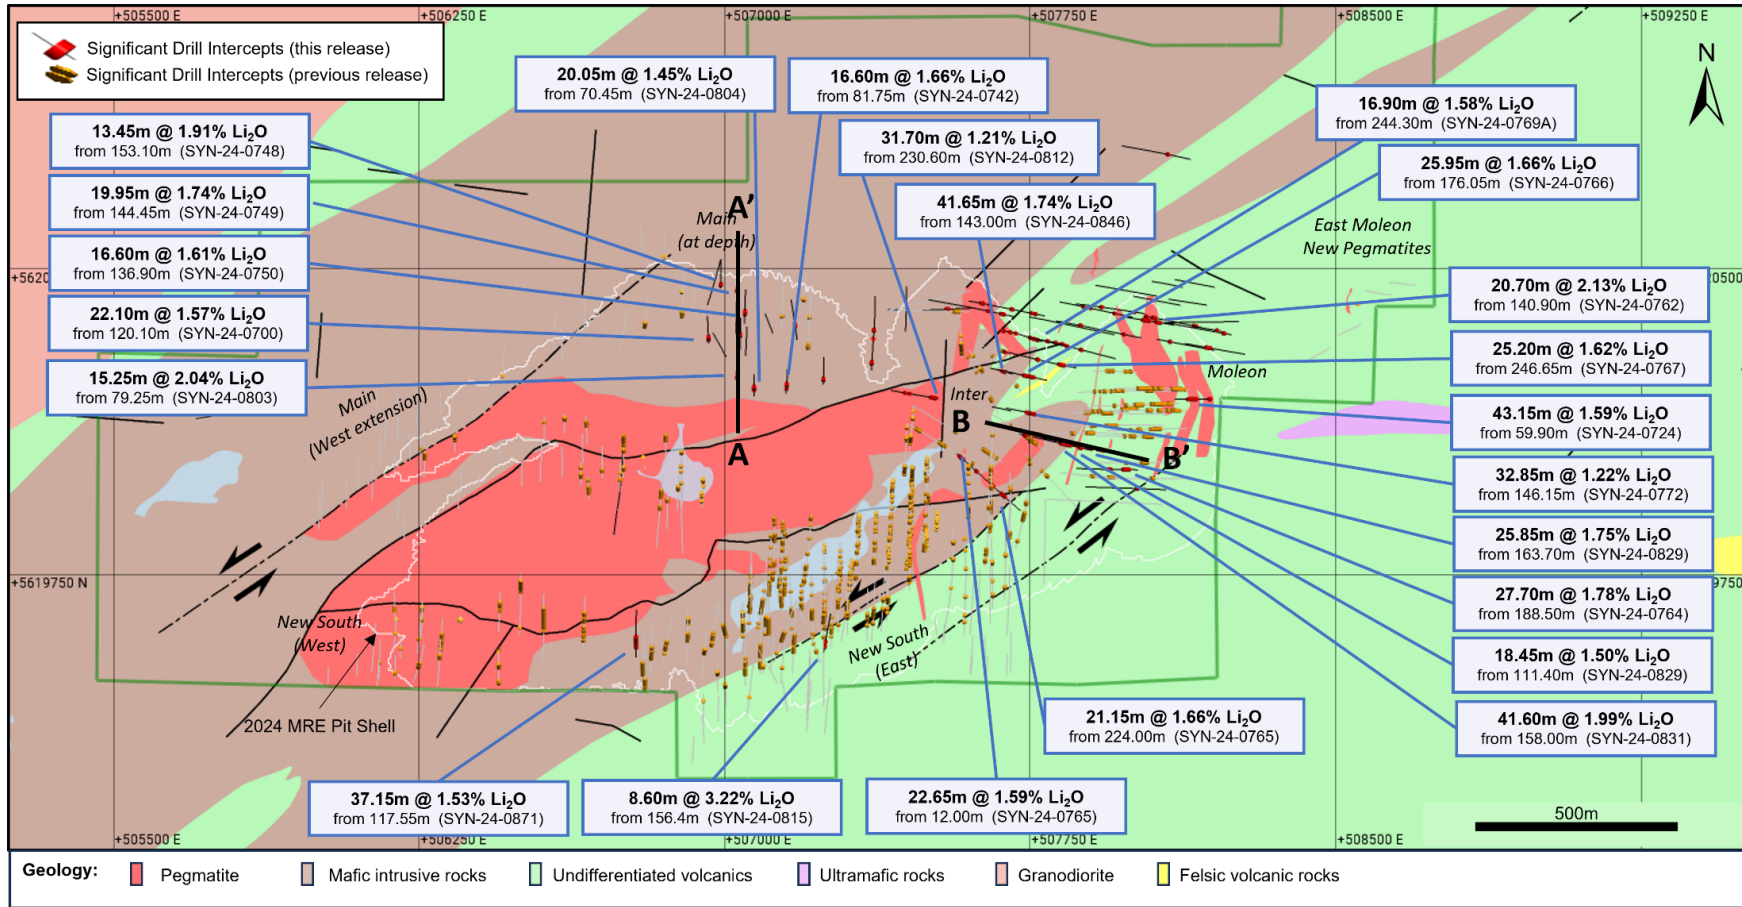 +505500 E
+506250 E
+507000 E
+507750 E
+508500 E
+509250 E
Significant Drill Intercepts (this release)
Significant Drill Intercepts (previous release)
N
20.05m @ 1.45% Li₂O
from 70.45m (SYN-24-0804)
16.60m @ 1.66% Li₂O
from 81.75m (SYN-24-0742)
31.70m @ 1.21% Li₂O
from 230.60m (SYN-24-0812)
41.65m @ 1.74% Li₂O
from 143.00m (SYN-24-0846)
16.90m @ 1.58% Li₂O
from 244.30m (SYN-24-0769A)
25.95m @ 1.66% Li₂O
from 176.05m (SYN-24-0766)
13.45m @ 1.91% Li₂O
from 153.10m (SYN-24-0748)
19.95m @ 1.74% Li₂O
from 144.45m (SYN-24-0749)
16.60m @ 1.61% Li₂O
from 136.90m (SYN-24-0750)
22.10m @ 1.57% Li₂O
from 120.10m (SYN-24-0700)
15.25m @ 2.04% Li₂O
from 79.25m (SYN-24-0803)
A'
Main
(at depth)
East Moleon
New Pegmatites
+5620
20500
20.70m @ 2.13% Li₂O
from 140.90m (SYN-24-0762)
25.20m @ 1.62% Li₂O
from 246.65m (SYN-24-0767)
43.15m @ 1.59% Li₂O
from 59.90m (SYN-24-0724)
32.85m @ 1.22% Li₂O
from 146.15m (SYN-24-0772)
25.85m @ 1.75% Li₂O
from 163.70m (SYN-24-0829)
27.70m @ 1.78% Li₂O
from 188.50m (SYN-24-0764)
18.45m @ 1.50% Li₂O
from 111.40m (SYN-24-0829)
41.60m @ 1.99% Li₂O
from 158.00m (SYN-24-0831)
Moleon
Inter
Main
(West extension)
B
A
B'
+5619750 N
9750
New South
(West)
New South
(East)
2024 MRE Pit Shell
21.15m @ 1.66% Li₂O
from 224.00m (SYN-24-0765)
37.15m @ 1.53% Li₂O
from 117.55m (SYN-24-0871)
8.60m @ 3.22% Li₂O
from 156.4m (SYN-24-0815)
22.65m @ 1.59% Li₂O
from 12.00m (SYN-24-0765)
500m
+505500 E
+506250 E
+507000 E
+507750 E
+508500 E
+509250 E
Geology:
Pegmatite
Mafic intrusive rocks
Undifferentiated volcanics
Ultramafic rocks
Granodiorite
Felsic volcanic rocks